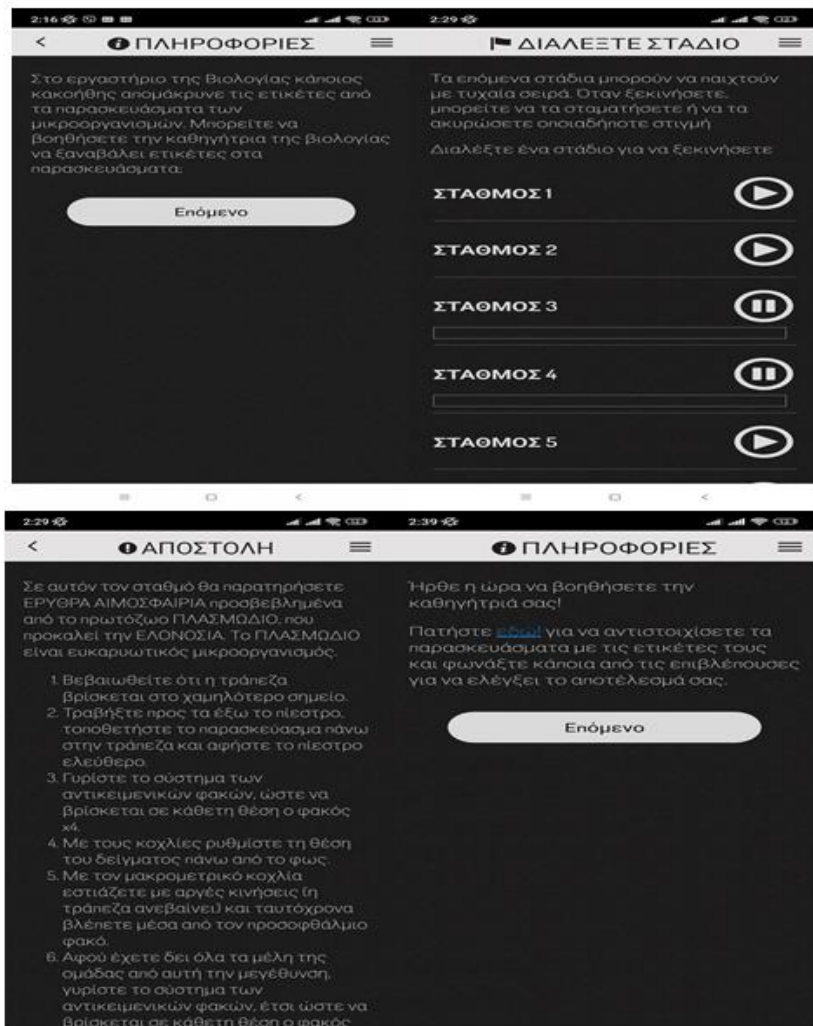 2:16
< ΠΛΗΡΟΦΟΡΙΕΣ
Στο εργαστήριο της Βιολογίας κάποιος
κακοήθης απομάκρυνε τις ετικέτες από
τα παρασκευάσματα των
μικροοργανισμών. Μπορείτε να
βοηθήσετε την καθηγήτρια της βιολογίας
να ξαναβάλει ετικέτες στα
παρασκευάσματα;
Επόμενο
2:29
ΔΙΑΛΕΞΤΕ ΣΤΑΔΙΟ
Τα επόμενα στάδια μπορούν να παιχτούν
με τυχαία σειρά. Όταν ξεκινήσετε,
μπορείτε να τα σταματήσετε ή να τα
ακυρώσετε οποιαδήποτε στιγμή
Διαλέξτε ένα στάδιο για να ξεκινήσετε
ΣΤΑΘΜΟΣ 1
ΣΤΑΘΜΟΣ 2
ΣΤΑΘΜΟΣ 3
ΣΤΑΘΜΟΣ 4
ΣΤΑΘΜΟΣ 5
2:29
< ΑΠΟΣΤΟΛΗ
Σε αυτόν τον σταθμό θα παρατηρήσετε
ΕΡΥΘΡΑ ΑΙΜΟΣΦΑΙΡΙΑ προσβεβλημένα
από το πρωτόζωο ΠΛΑΣΜΩΔΙΟ, που
προκαλεί την ΕΛΟΝΟΣΙΑ. Το ΠΛΑΣΜΩΔΙΟ
είναι ευκαρυωτικός μικροοργανισμός.
1. Βεβαιωθείτε ότι η τράπεζα
βρίσκεται στο χαμηλότερο σημείο.
2. Τραβήξτε προς τα έξω το πίεστρο,
τοποθετήστε το παρασκεύασμα πάνω
στην τράπεζα και αφήστε το πίεστρο
ελεύθερο.
3. Γυρίστε το σύστημα των
αντικειμενικών φακών, ώστε να
βρίσκεται σε κάθετη θέση ο φακός
x4.
4. Με τους κοχλίες ρυθμίστε τη θέση
του δείγματος πάνω από το φως.
5. Με τον μακρομετρικό κοχλία
εστιάζετε με αργές κινήσεις (η
τράπεζα ανεβαίνει) και ταυτόχρονα
βλέπετε μέσα από τον προσοφθάλμιο
φακό.
6. Αφού έχετε δει όλα τα μέλη της
ομάδας από αυτή την μεγέθυνση,
γυρίστε το σύστημα των
αντικειμενικών φακών, έτσι ώστε να
βρίσκεται σε κάθετη θέση ο φακός
2:39
ΠΛΗΡΟΦΟΡΙΕΣ
Ήρθε η ώρα να βοηθήσετε την
καθηγήτριά σας!
Πατήστε εδώ! για να αντιστοιχίσετε τα
παρασκευάσματα με τις ετικέτες τους
και φωνάξτε κάποια από τις επιβλέπουσες
για να ελέγξει το αποτέλεσμά σας.
Επόμενο